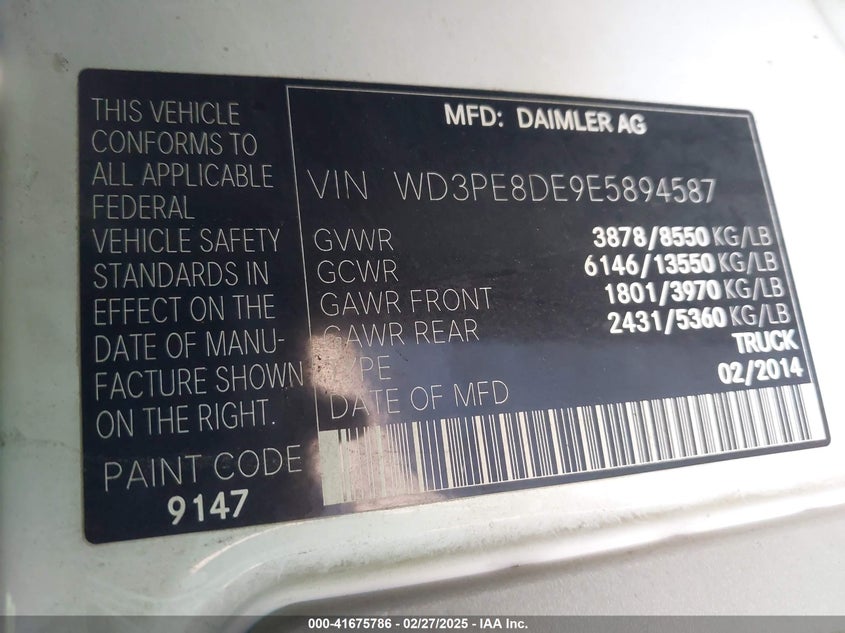 THIS VEHICLE
CONFORMS TO
ALL APPLICABLE
FEDERAL
VEHICLE SAFETY
STANDARDS IN
EFFECT ON THE
DATE OF MANU-
FACTURE SHOWN
ON THE RIGHT.
PAINT CODE
9147
MFD: DAIMLER AG
VIN WD3PE8DE9E5894587
GVWR 3878/8550 KG/LB
GCWR 6146/13550 KG/LB
GAWR FRONT 1801/3970 KG/LB
GAWR REAR 2431/5360 KG/LB
TYPE TRUCK
DATE OF MFD 02/2014
000-41675786 - 02/27/2025 - IAA Inc.